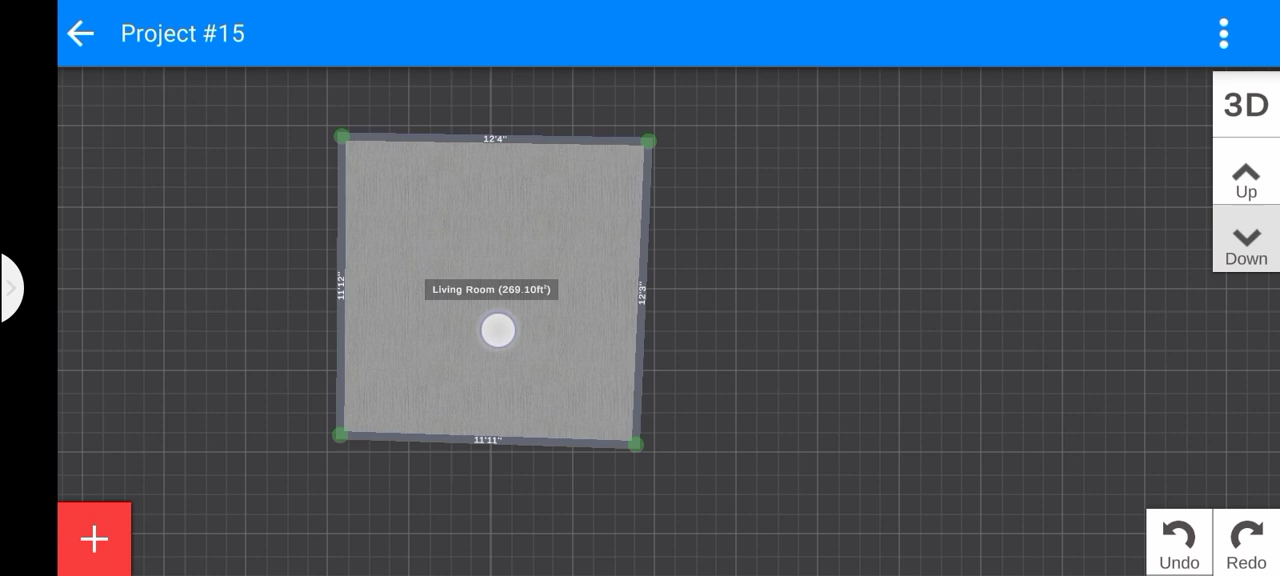 Project #15
3D
12'4"
Up
Down
11'12"
Living Room (269.10ft²)
12'3"
11'11"
Undo
Redo